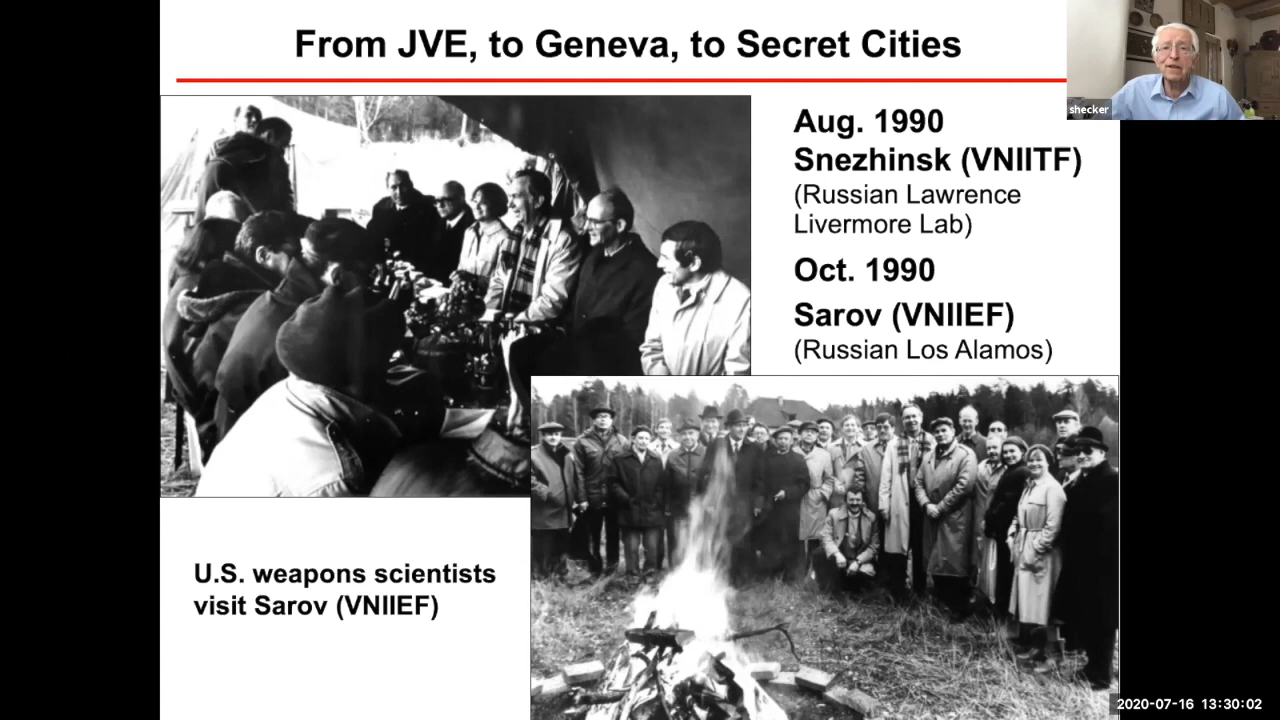 From JVE, to Geneva, to Secret Cities
shecker
Aug. 1990
Snezhinsk (VNIITF)
(Russian Lawrence
Livermore Lab)
Oct. 1990
Sarov (VNIIEF)
(Russian Los Alamos)
U.S. weapons scientists
visit Sarov (VNIIEF)
2020-07-16 13:30:02